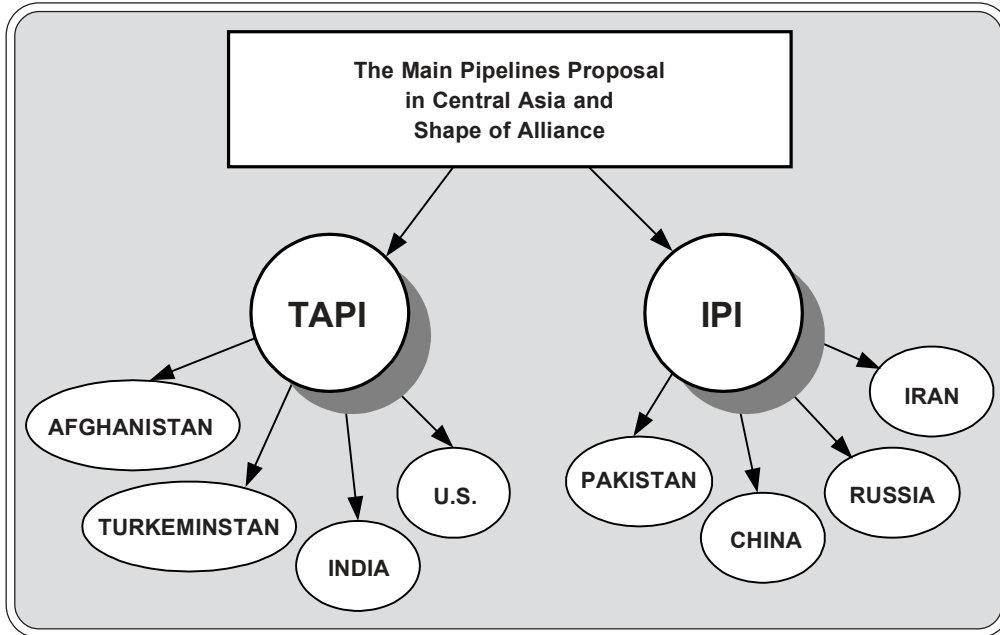 The Main Pipelines Proposal
in Central Asia and
Shape of Alliance
TAPI
IPI
AFGHANISTAN
TURKEMINSTAN
INDIA
U.S.
PAKISTAN
CHINA
RUSSIA
IRAN